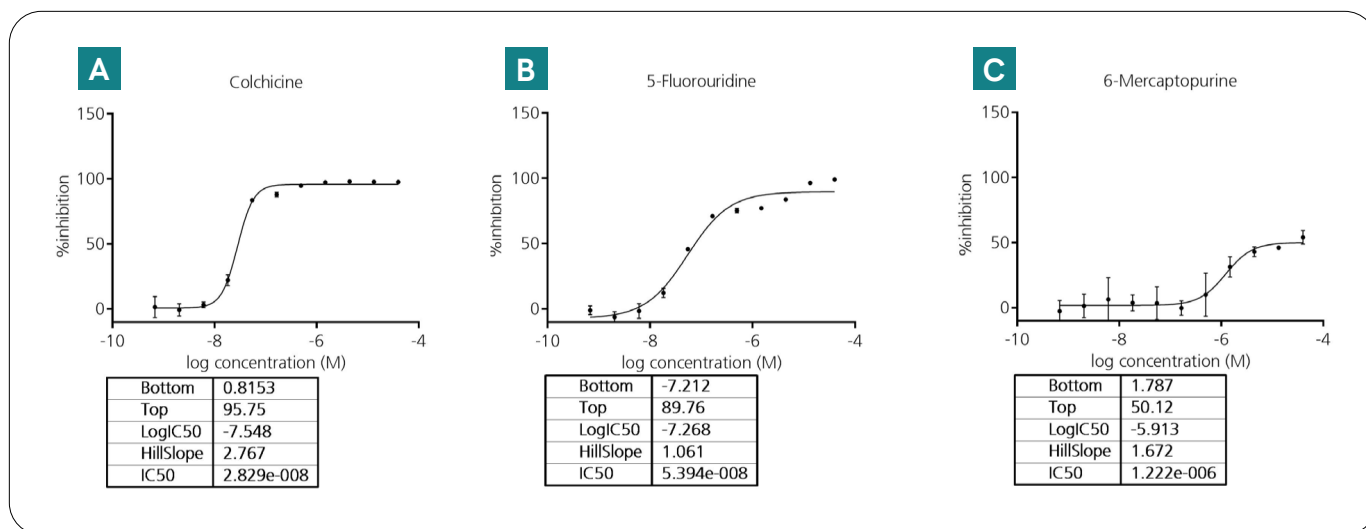 A
Colchicine
150
100
50
0
%inhibition
-10
-8
-6
-4
log concentration (M)
Bottom 0.8153
Top 95.75
LogIC50 -7.548
HillSlope 2.767
IC50 2.829e-008
B
5-Fluorouridine
150
100
50
0
%inhibition
-10
-8
-6
-4
log concentration (M)
Bottom -7.212
Top 89.76
LogIC50 -7.268
HillSlope 1.061
IC50 5.394e-008
C
6-Mercaptopurine
150
100
50
0
%inhibition
-10
-8
-6
-4
log concentration (M)
Bottom 1.787
Top 50.12
LogIC50 -5.913
HillSlope 1.672
IC50 1.222e-006